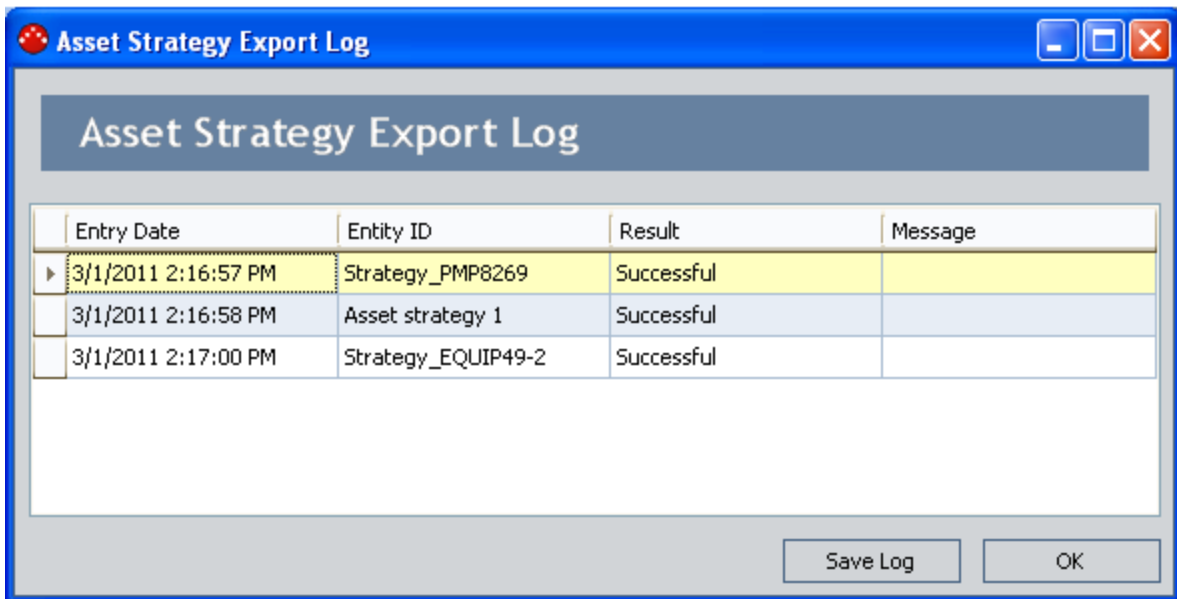 Asset Strategy Export Log
Asset Strategy Export Log
Entry Date Entity ID Result Message
3/1/2011 2:16:57 PM Strategy_PMP8269 Successful
3/1/2011 2:16:58 PM Asset strategy 1 Successful
3/1/2011 2:17:00 PM Strategy_EQUIP49-2 Successful
Save Log OK